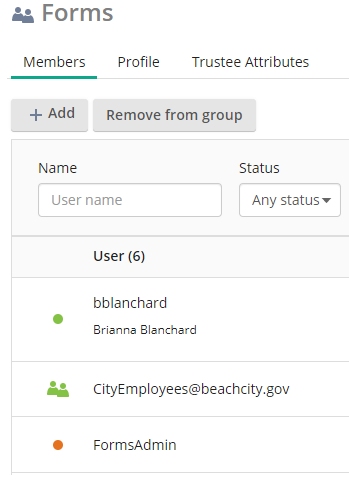 Forms
Members Profile Trustee Attributes
+ Add Remove from group
Name Status
User name Any status
User (6)
bblanchard
Brianna Blanchard
CityEmployees@beachcity.gov
FormsAdmin